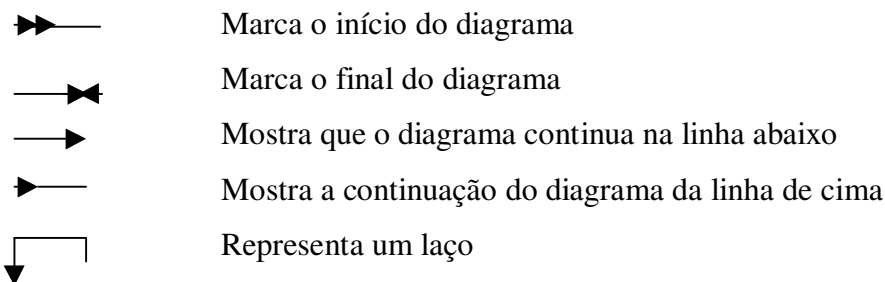 Marca o início do diagrama
Marca o final do diagrama
Mostra que o diagrama continua na linha abaixo
Mostra a continuação do diagrama da linha de cima
Representa um laço